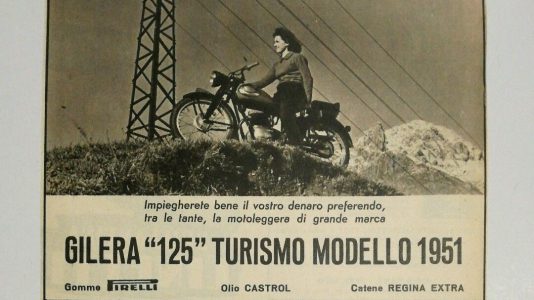 Impiegherete bene il vostro denaro preferendo,
tra le tante, la motoleggera di grande marca
GILERA "125" TURISMO MODELLO 1951
Gomme PIRELLI Olio CASTROL Catene REGINA EXTRA